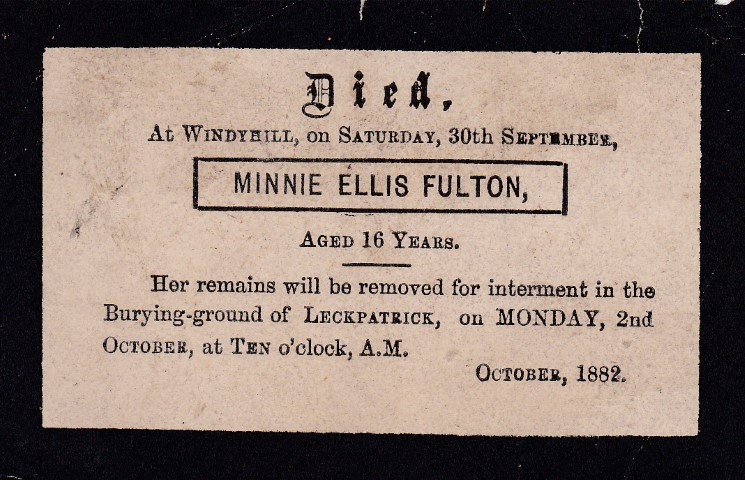 Died.
At Windyhill, on Saturday, 30th September,
MINNIE ELLIS FULTON,
Aged 16 Years.
Her remains will be removed for interment in the
Burying-ground of Leckpatrick, on MONDAY, 2nd
October, at Ten o'clock, A.M.
October, 1882.